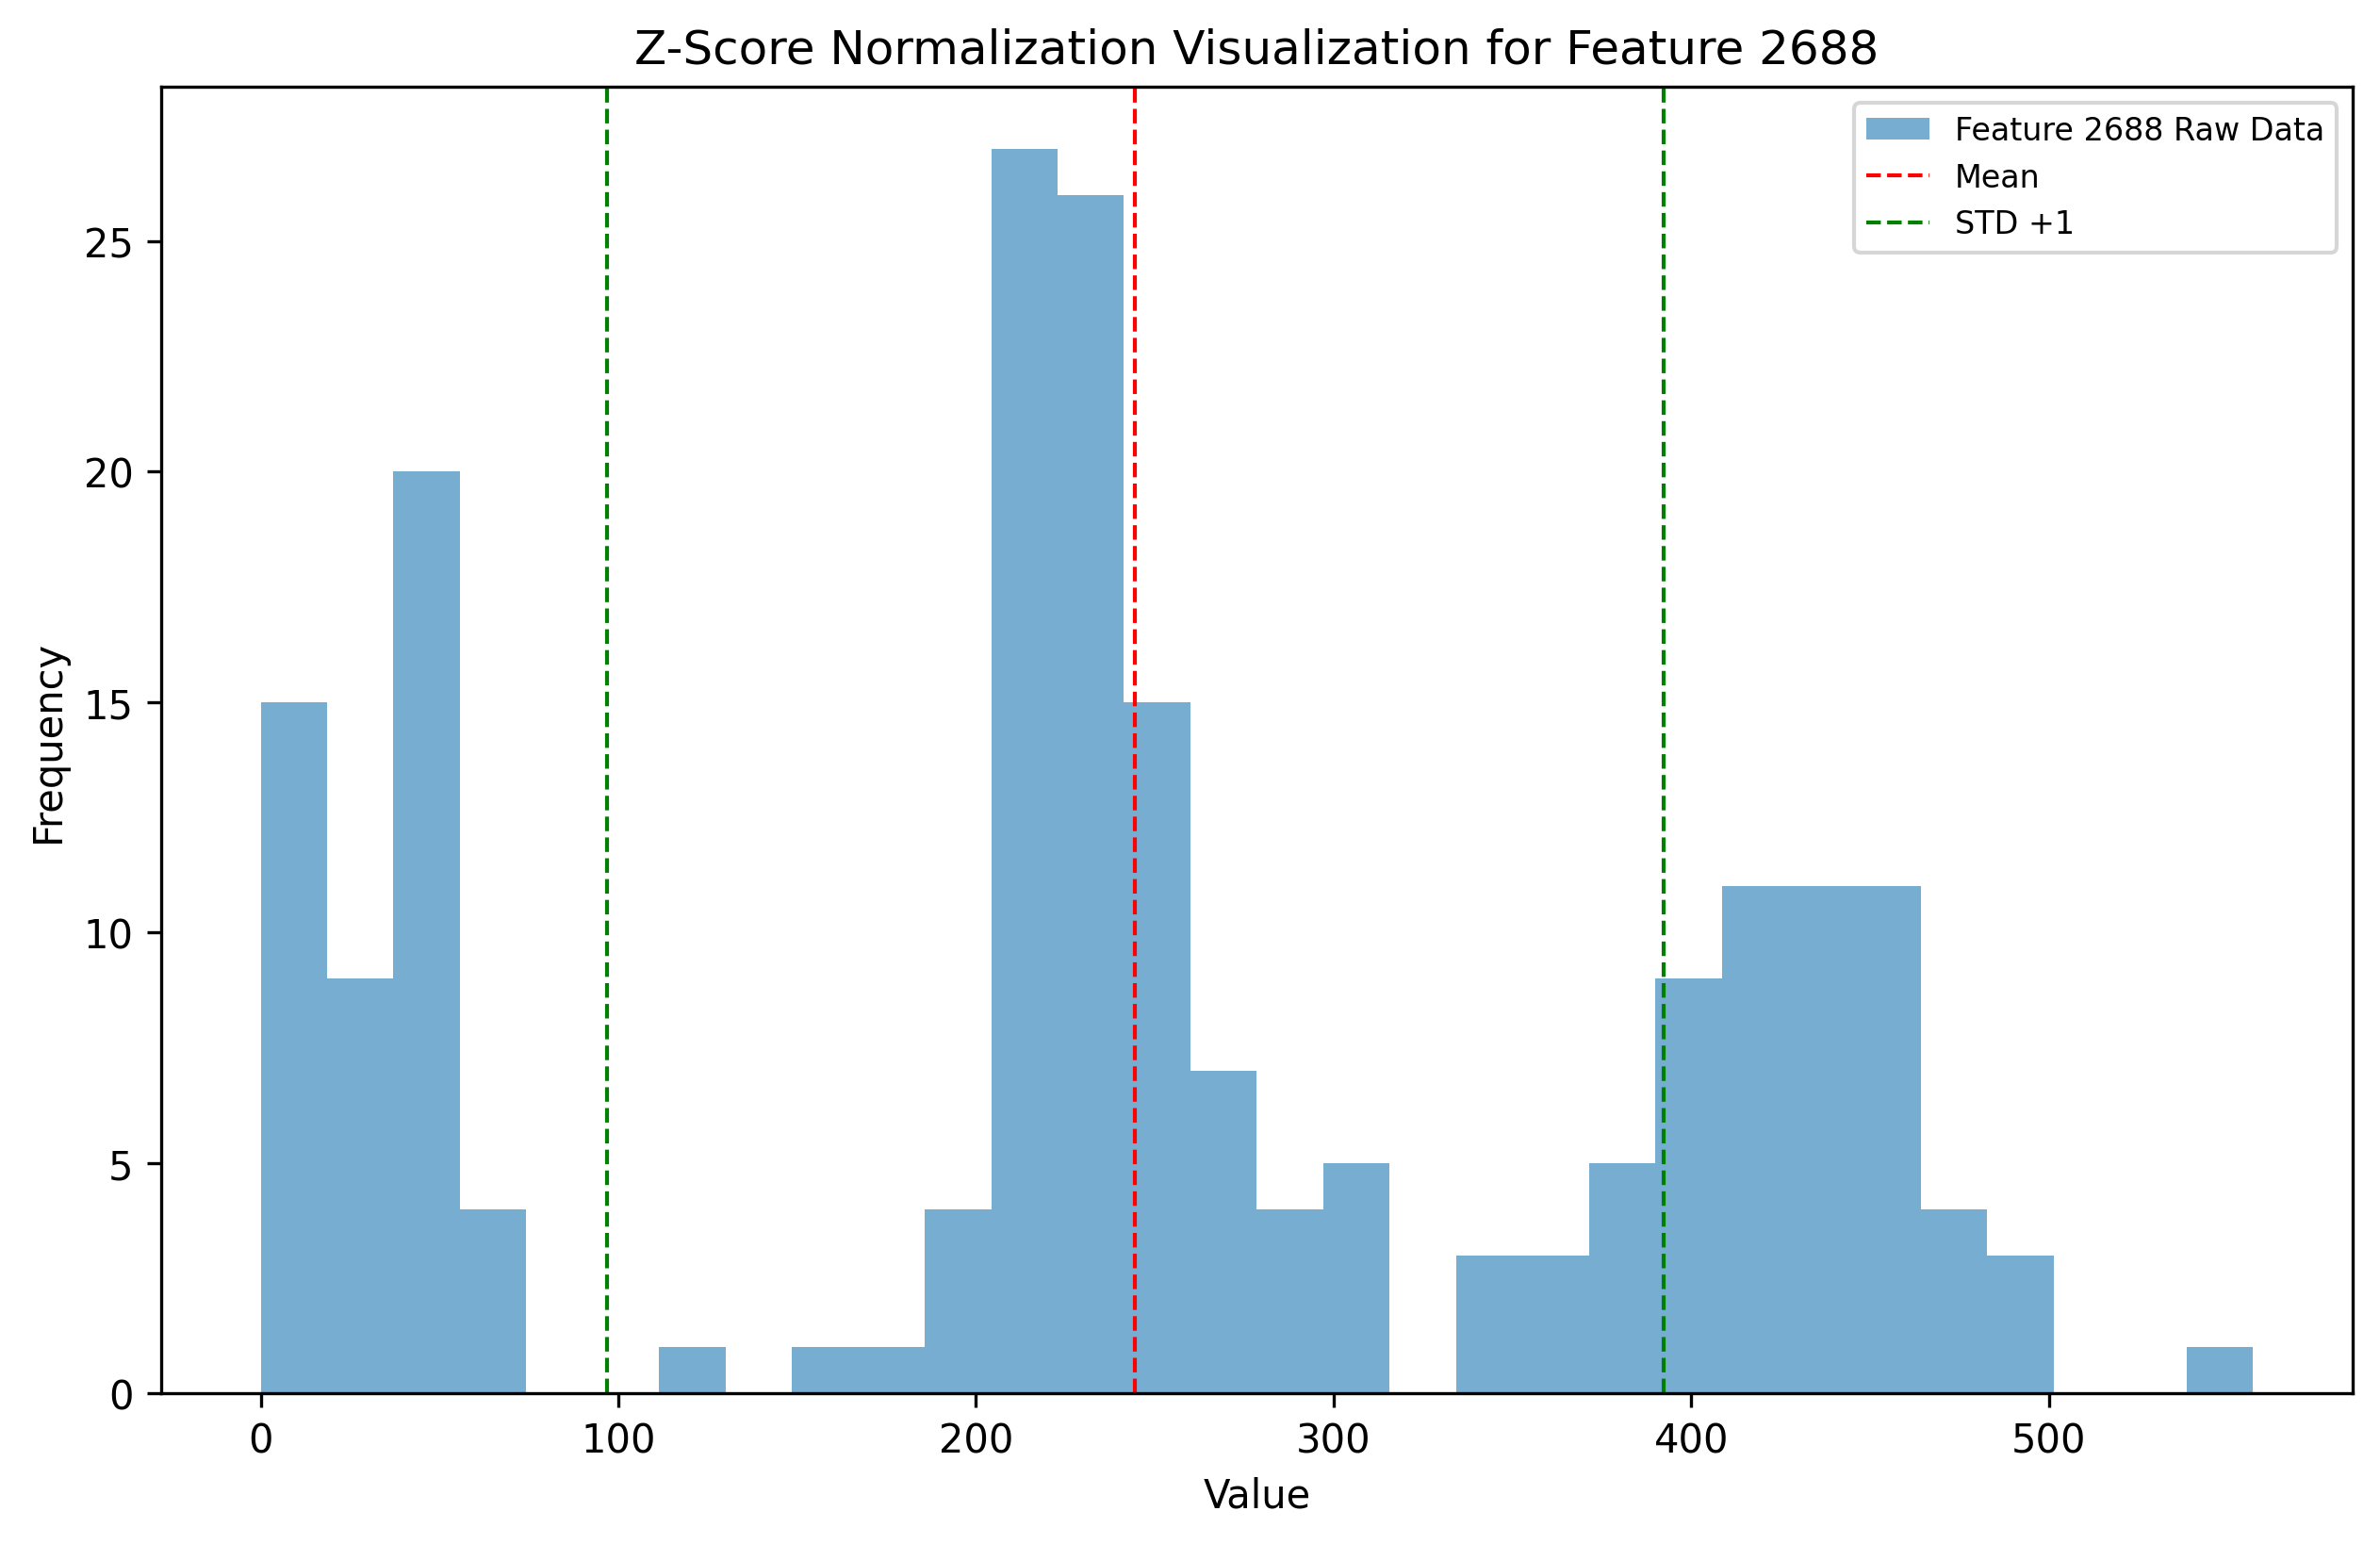 Z-Score Normalization Visualization for Feature 2688
Feature 2688 Raw Data
Mean
STD +1
25
20
15
10
5
0
Frequency
0 100 200 300 400 500
Value